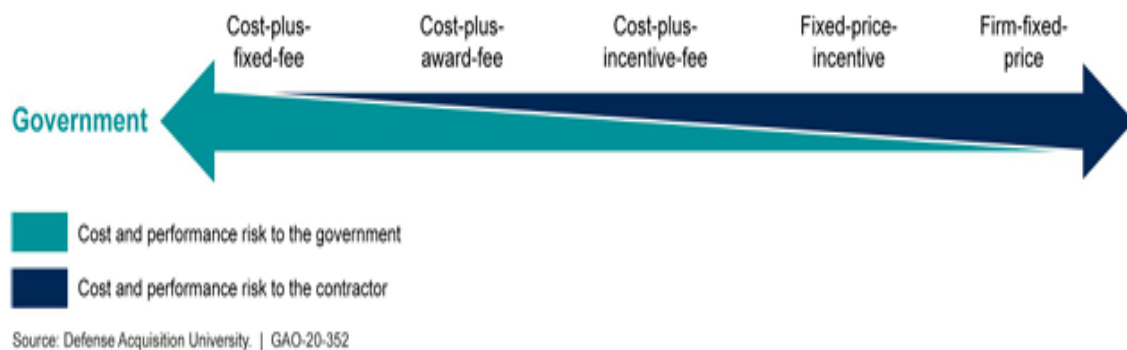 Cost-plus-
fixed-fee
Cost-plus-
award-fee
Cost-plus-
incentive-fee
Fixed-price-
incentive
Firm-fixed-
price
Government
Cost and performance risk to the government
Cost and performance risk to the contractor
Source: Defense Acquisition University. | GAO-20-352